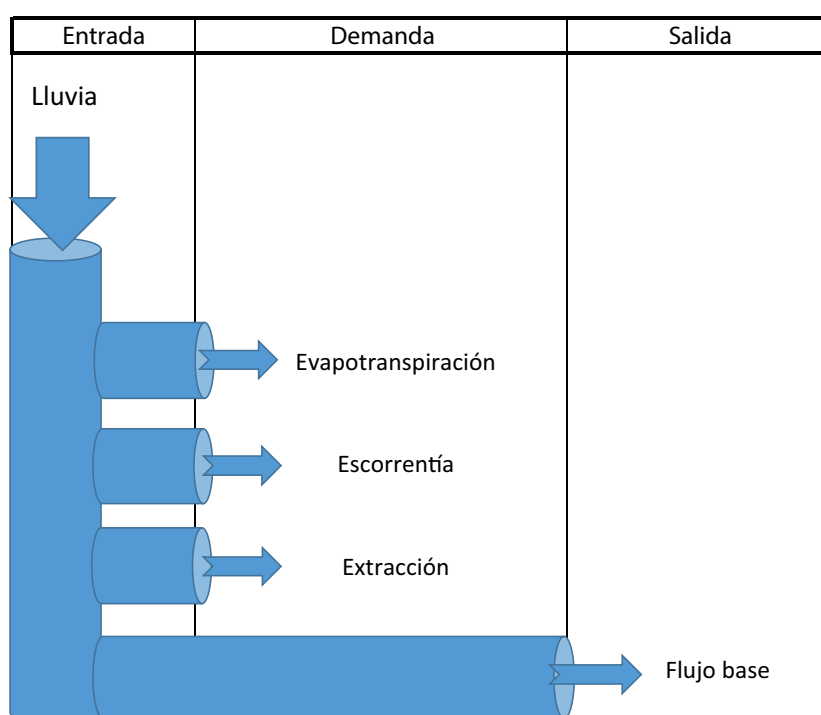 Entrada
Demanda
Salida
Lluvia
Evapotranspiración
Escorrentía
Extracción
Flujo base